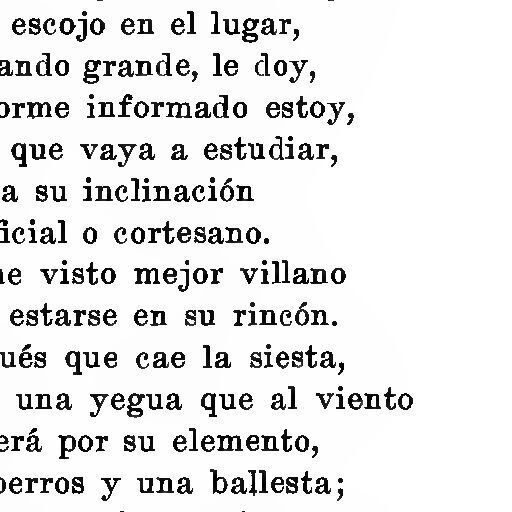 escojo en el lugar,
ando grande, le doy,
orme informado estoy,
que vaya a estudiar,
a su inclinación
icial o cortesano.
he visto mejor villano
estarse en su rincón.
ués que cae la siesta,
una yegua que al viento
erá por su elemento,
perros y una ballesta;